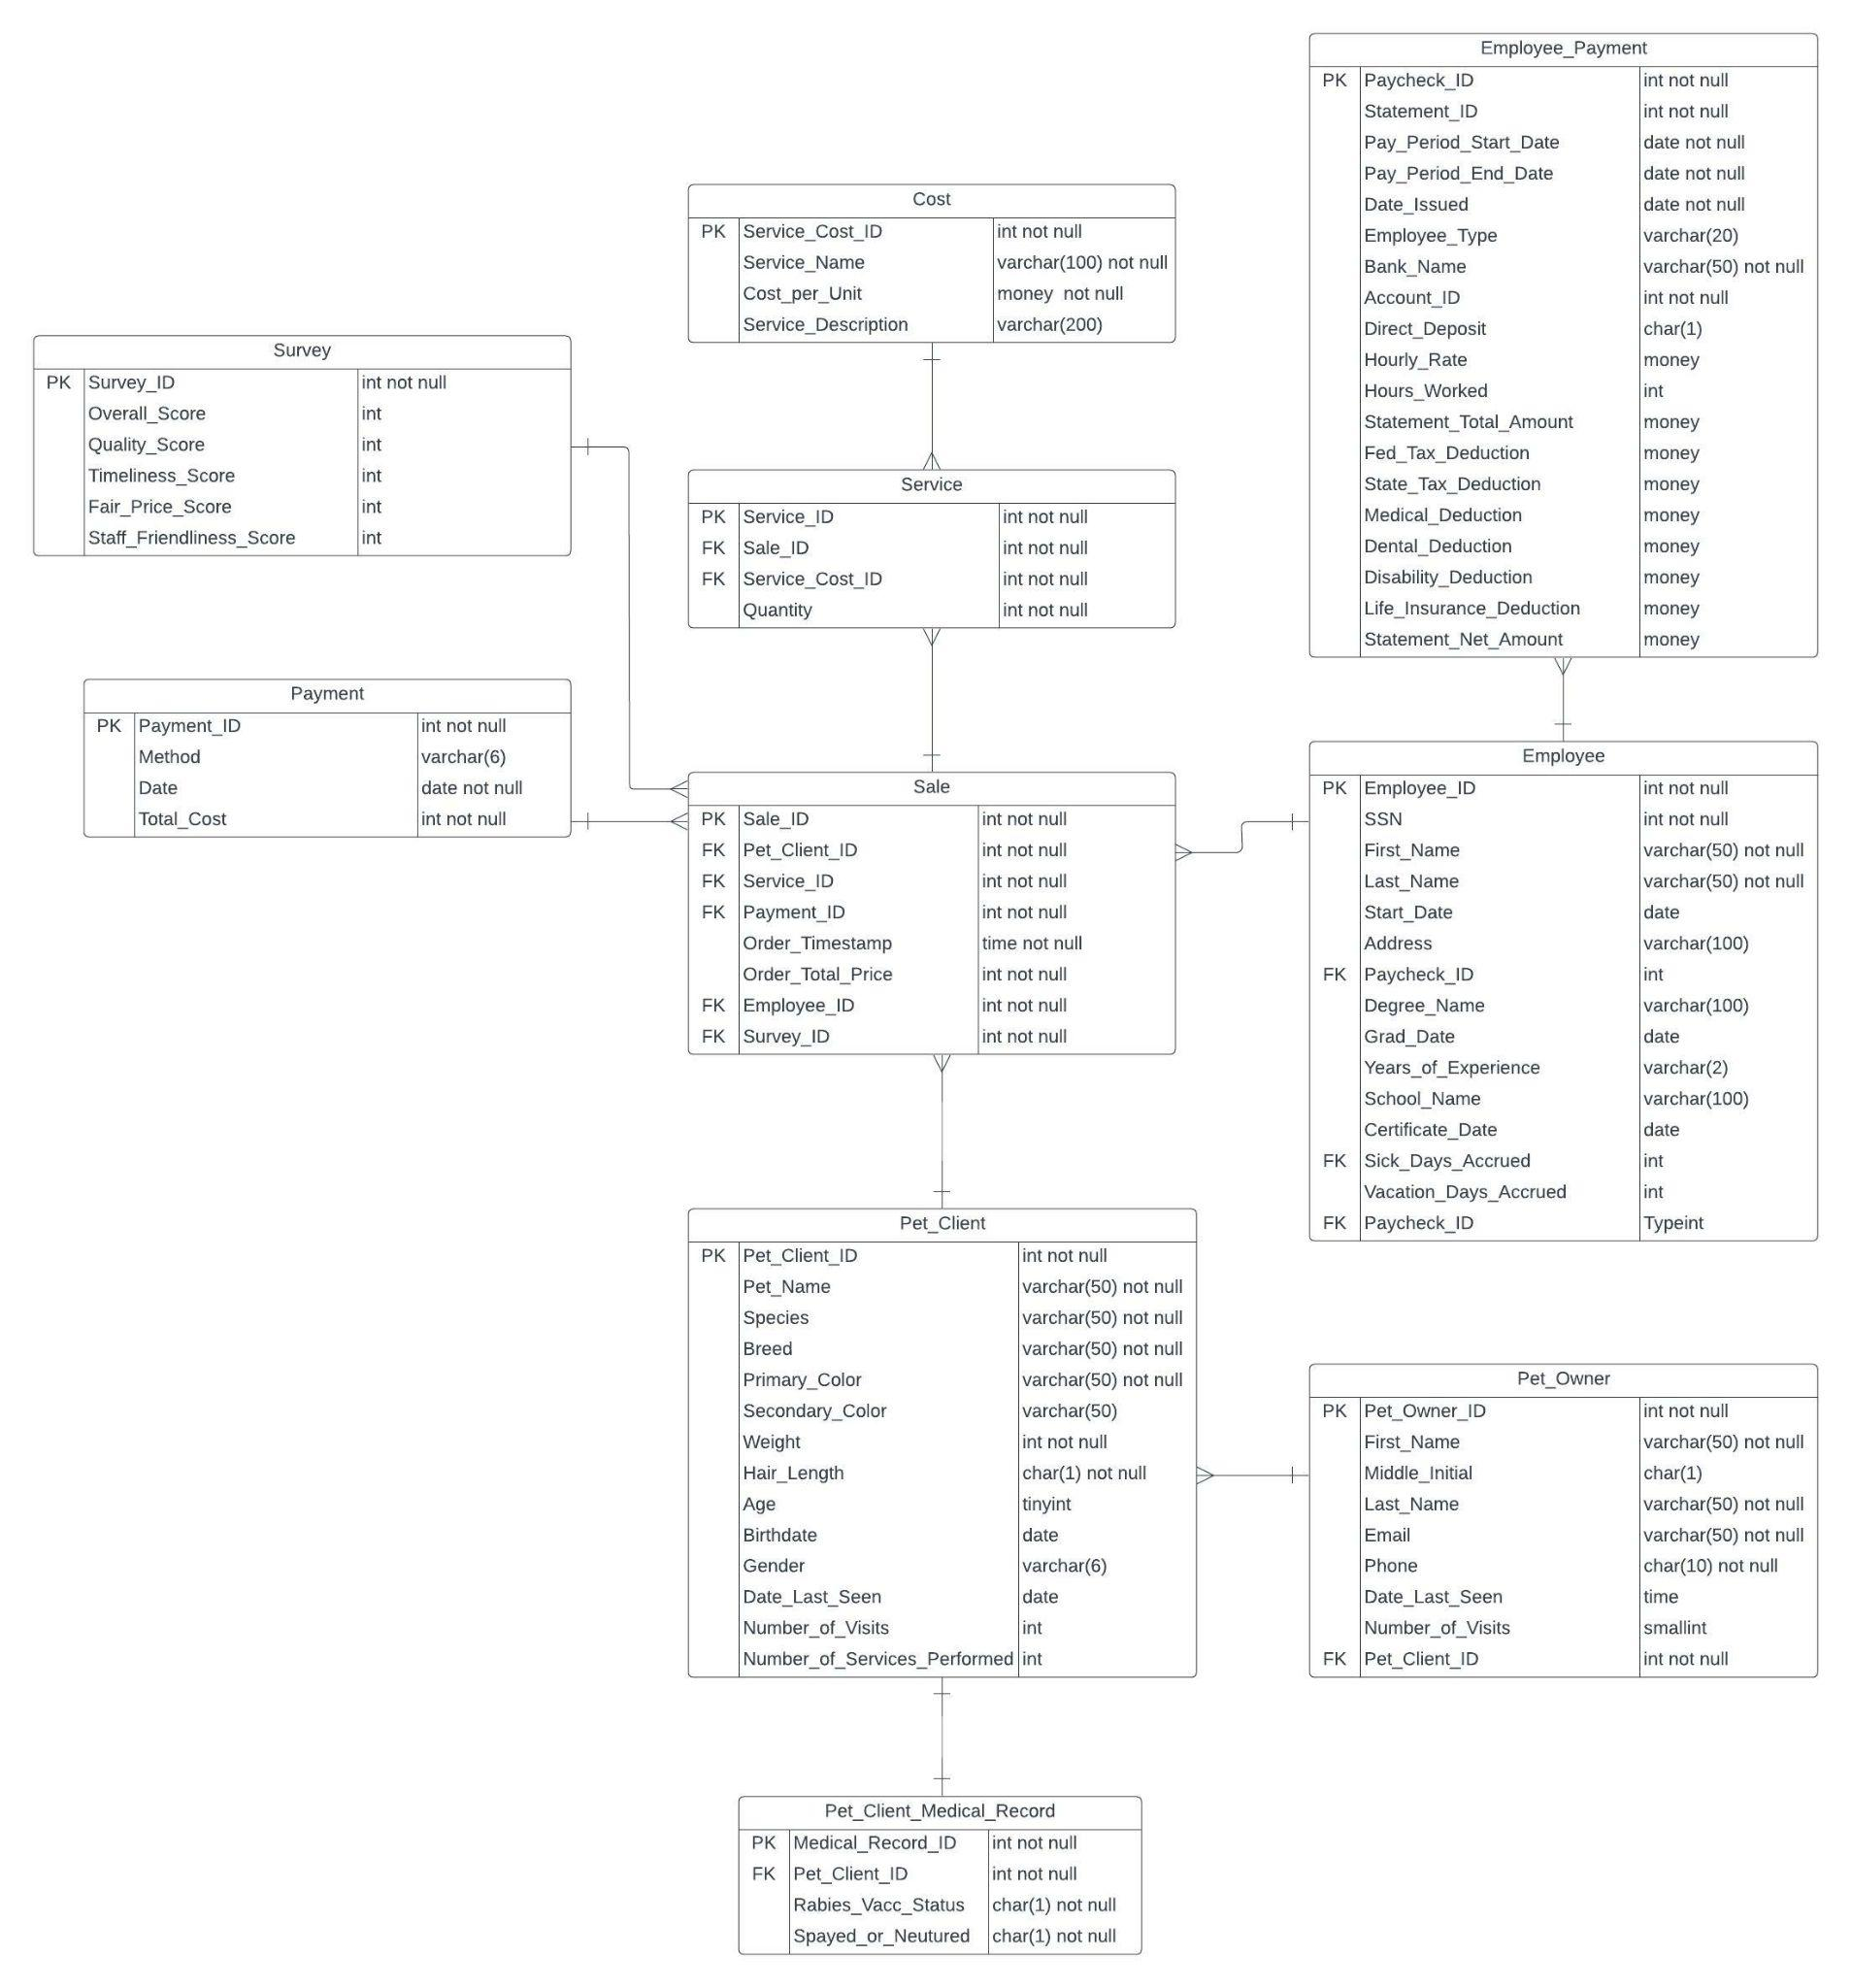 Employee_Payment
PK Paycheck_ID int not null
Statement_ID int not null
Pay_Period_Start_Date date not null
Pay_Period_End_Date date not null
Date_Issued date not null
Employee_Type varchar(20)
Bank_Name varchar(50) not null
Account_ID int not null
Direct_Deposit char(1)
Hourly_Rate money
Hours_Worked int
Statement_Total_Amount money
Fed_Tax_Deduction money
State_Tax_Deduction money
Medical_Deduction money
Dental_Deduction money
Disability_Deduction money
Life_Insurance_Deduction money
Statement_Net_Amount money
Cost
PK Service_Cost_ID int not null
Service_Name varchar(100) not null
Cost_per_Unit money  not null
Service_Description varchar(200)
Survey
PK Survey_ID int not null
Overall_Score int
Quality_Score int
Timeliness_Score int
Fair_Price_Score int
Staff_Friendliness_Score int
Service
PK Service_ID int not null
FK Sale_ID int not null
FK Service_Cost_ID int not null
Quantity int not null
Payment
PK Payment_ID int not null
Method varchar(6)
Date date not null
Total_Cost int not null
Sale
PK Sale_ID int not null
FK Pet_Client_ID int not null
FK Service_ID int not null
FK Payment_ID int not null
Order_Timestamp time not null
Order_Total_Price int not null
FK Employee_ID int not null
FK Survey_ID int not null
Employee
PK Employee_ID int not null
SSN int not null
First_Name varchar(50) not null
Last_Name varchar(50) not null
Start_Date date
Address varchar(100)
FK Paycheck_ID int
Degree_Name varchar(100)
Grad_Date date
Years_of_Experience varchar(2)
School_Name varchar(100)
Certificate_Date date
FK Sick_Days_Accrued int
Vacation_Days_Accrued int
FK Paycheck_ID Typeint
Pet_Client
PK Pet_Client_ID int not null
Pet_Name varchar(50) not null
Species varchar(50) not null
Breed varchar(50) not null
Primary_Color varchar(50) not null
Secondary_Color varchar(50)
Weight int not null
Hair_Length char(1) not null
Age tinyint
Birthdate date
Gender varchar(6)
Date_Last_Seen date
Number_of_Visits int
Number_of_Services_Performed int
Pet_Owner
PK Pet_Owner_ID int not null
First_Name varchar(50) not null
Middle_Initial char(1)
Last_Name varchar(50) not null
Email varchar(50) not null
Phone char(10) not null
Date_Last_Seen time
Number_of_Visits smallint
FK Pet_Client_ID int not null
Pet_Client_Medical_Record
PK Medical_Record_ID int not null
FK Pet_Client_ID int not null
Rabies_Vacc_Status char(1) not null
Spayed_or_Neutured char(1) not null